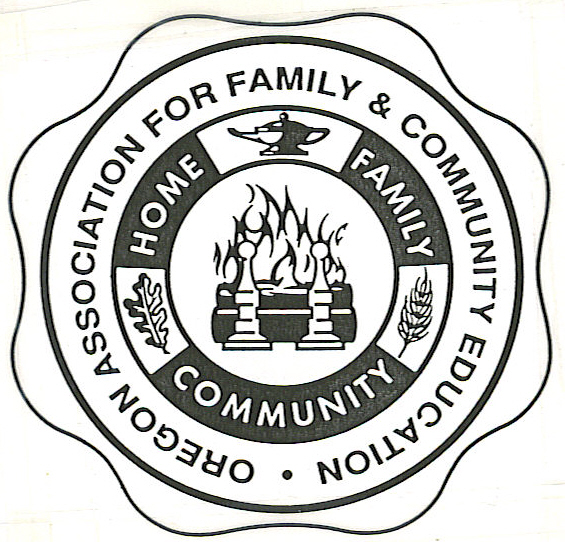 OREGON ASSOCIATION FOR FAMILY & COMMUNITY EDUCATION •
HOME
FAMILY
COMMUNITY